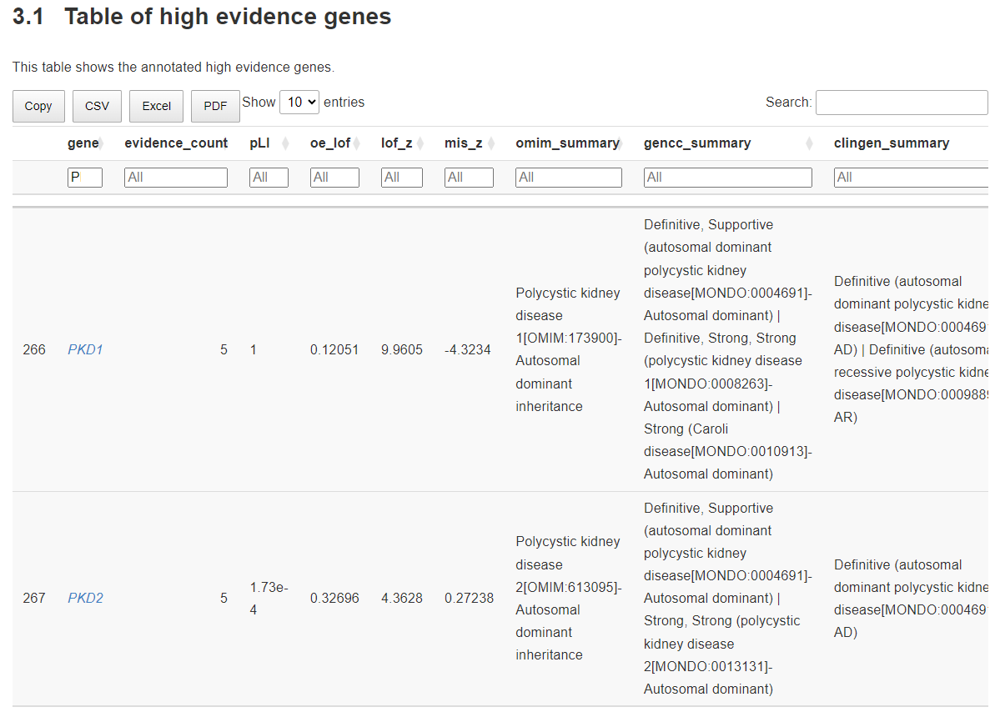 3.1 Table of high evidence genes
This table shows the annotated high evidence genes.
Copy CSV Excel PDF Show 10 entries Search:
gene evidence_count pLI oe_lof lof_z mis_z omim_summary gencc_summary clingen_summary
P All All All All All All All All
266 PKD1 5 1 0.12051 9.9605 -4.3234
Polycystic kidney
disease
1[OMIM:173900]-
Autosomal
dominant
inheritance
Definitive, Supportive
(autosomal dominant
polycystic kidney
disease[MONDO:0004691]-
Autosomal dominant) |
Definitive, Strong, Strong
(polycystic kidney disease
1[MONDO:0008263]-
Autosomal dominant) |
Strong (Caroli
disease[MONDO:0010913]-
Autosomal dominant)
Definitive (autosomal
dominant polycystic kidne
disease[MONDO:000469
AD) | Definitive (autosoma
recessive polycystic kidne
disease[MONDO:0009889
AR)
267 PKD2 5 1.73e-
4 0.32696 4.3628 0.27238
Polycystic kidney
disease
2[OMIM:613095]-
Autosomal
dominant
inheritance
Definitive, Supportive
(autosomal dominant
polycystic kidney
disease[MONDO:0004691]-
Autosomal dominant) |
Strong, Strong (polycystic
kidney disease
2[MONDO:0013131]-
Autosomal dominant)
Definitive (autosomal
dominant polycystic kidne
disease[MONDO:000469
AD)